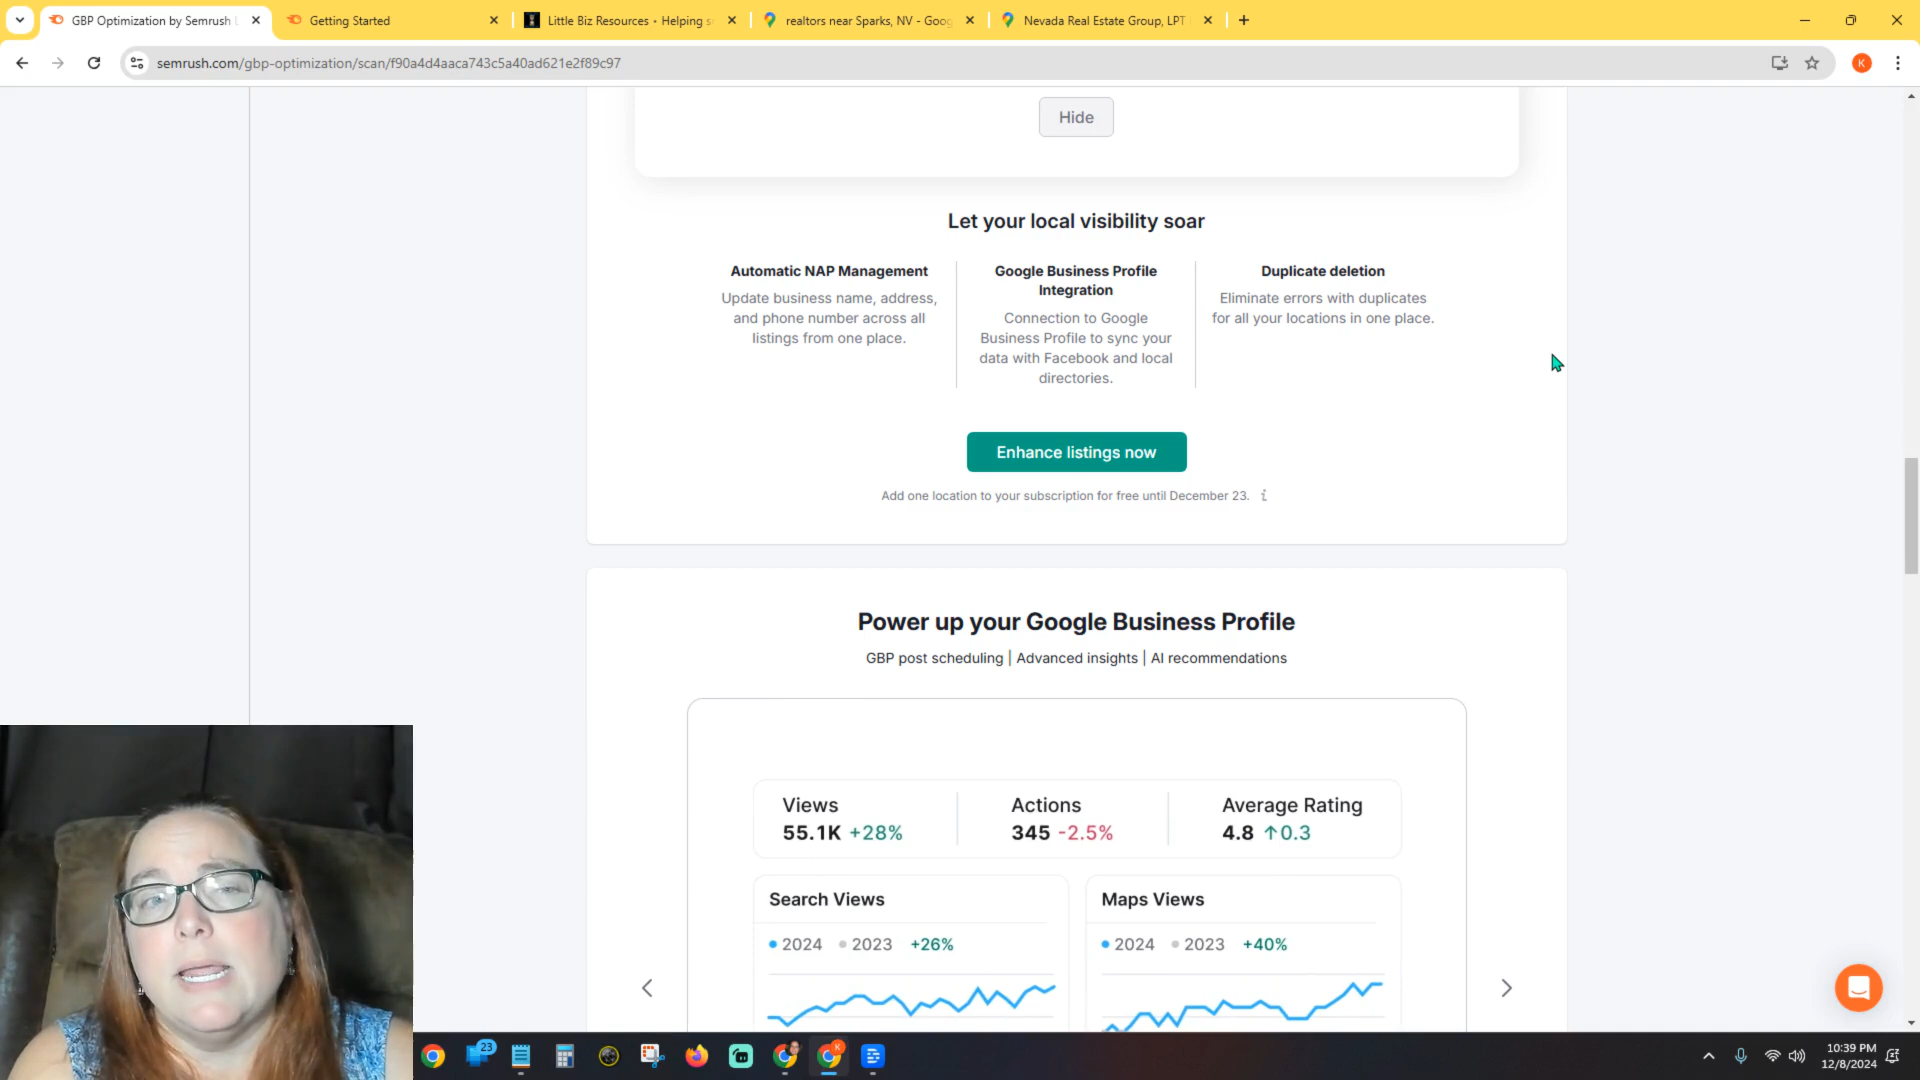 GBP Optimization by Semrush
Getting Started
Little Biz Resources • Helping s
realtors near Sparks, NV - Goog
Nevada Real Estate Group, LPT
semrush.com/gbp-optimization/scan/f90a4d4aaca743c5a40ad621e2f89c97
K
Hide
Let your local visibility soar
Automatic NAP Management
Update business name, address,
and phone number across all
listings from one place.
Google Business Profile
Integration
Connection to Google
Business Profile to sync your
data with Facebook and local
directories.
Duplicate deletion
Eliminate errors with duplicates
for all your locations in one place.
Enhance listings now
Add one location to your subscription for free until December 23. i
Power up your Google Business Profile
GBP post scheduling | Advanced insights | AI recommendations
Views
55.1K +28%
Actions
345 -2.5%
Average Rating
4.8 ↑0.3
Search Views
2024 2023 +26%
Maps Views
2024 2023 +40%
23
K
10:39 PM
12/8/2024